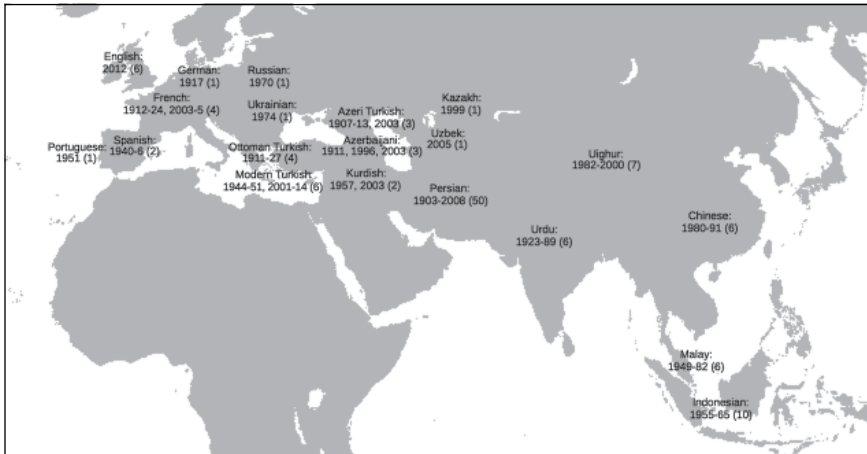 English:
2012 (6)
German:
1917 (1)
Russian:
1970 (1)
French:
1912-24, 2003-5 (4)
Ukrainian:
1974 (1)
Azeri Turkish:
1907-13, 2003 (3)
Kazakh:
1999 (1)
Portuguese:
1951 (1)
Spanish:
1940-6 (2)
Ottoman Turkish:
1911-27 (4)
Azerbaijani:
1911, 1996, 2003 (3)
Uzbek:
2005 (1)
Uighur:
1982-2000 (7)
Modern Turkish:
1944-51, 2001-14 (6)
Kurdish:
1957, 2003 (2)
Persian:
1903-2008 (50)
Urdu:
1923-89 (6)
Chinese:
1980-91 (6)
Malay:
1949-82 (6)
Indonesian:
1955-65 (10)